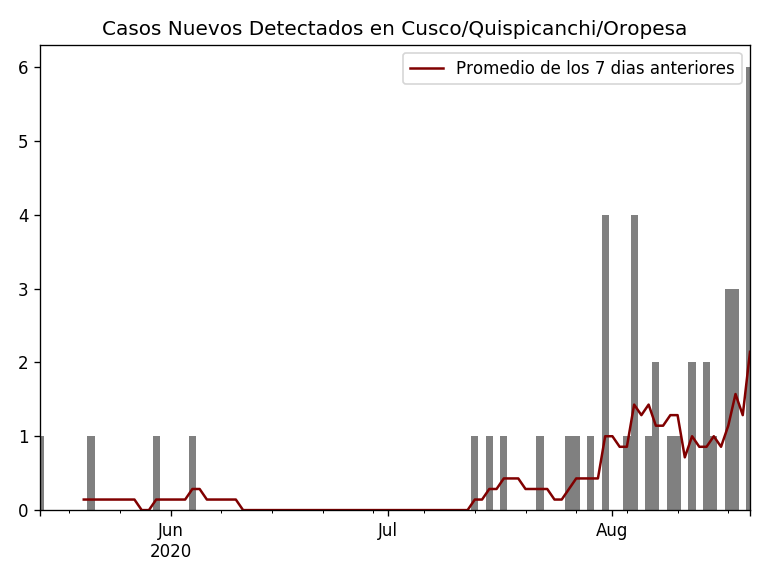 Casos Nuevos Detectados en Cusco/Quispicanchi/Oropesa
Promedio de los 7 dias anteriores
6
5
4
3
2
1
0
Jun
2020
Jul
Aug